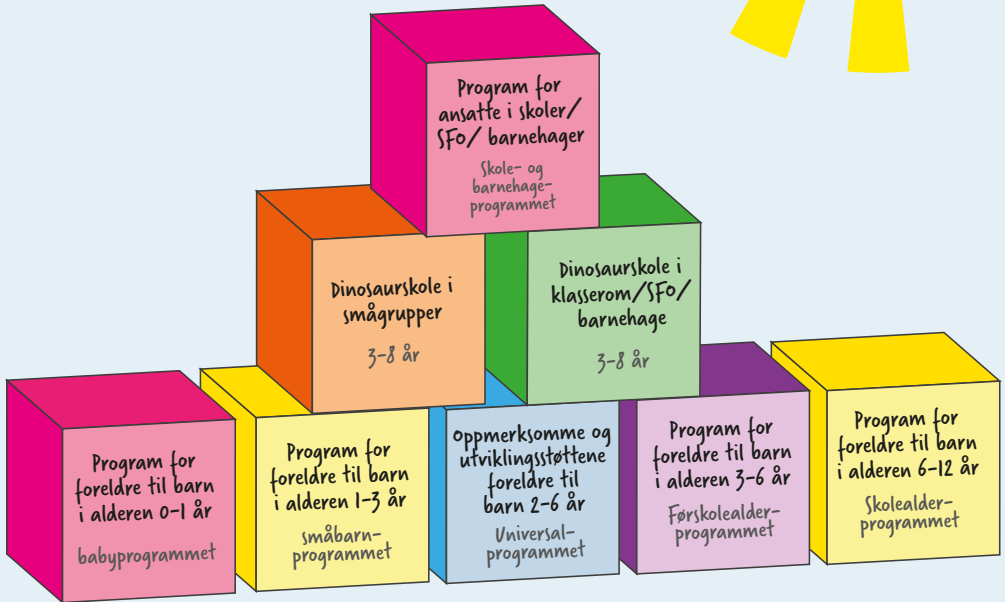 Program for
ansatte i skoler/
SFO/ barnehager
Skole- og
barnehage-
programmet
Dinosaurskole i
smågrupper
3-8 år
Dinosaurskole i
klasserom/SFO/
barnehage
3-8 år
Program for
foreldre til barn
i alderen 0-1 år
babyprogrammet
Program for
foreldre til barn
i alderen 1-3 år
småbarn-
programmet
Oppmerksomme og
utviklingsstøttene
foreldre til
barn 2-6 år
Universal-
programmet
Program for
foreldre til barn
i alderen 3-6 år
Førskolealder-
programmet
Program for
foreldre til barn
i alderen 6-12 år
Skolealder-
programmet